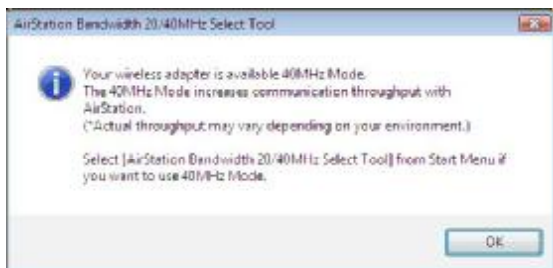 AirStation Bandwidth 20/40MHz Select Tool
Your wireless adapter is available 40MHz Mode.
The 40MHz Mode increases communication throughput with
AirStation.
(*Actual throughput may vary depending on your environment.)
Select [AirStation Bandwidth 20/40MHz Select Tool] from Start Menu if
you want to use 40MHz Mode.
OK